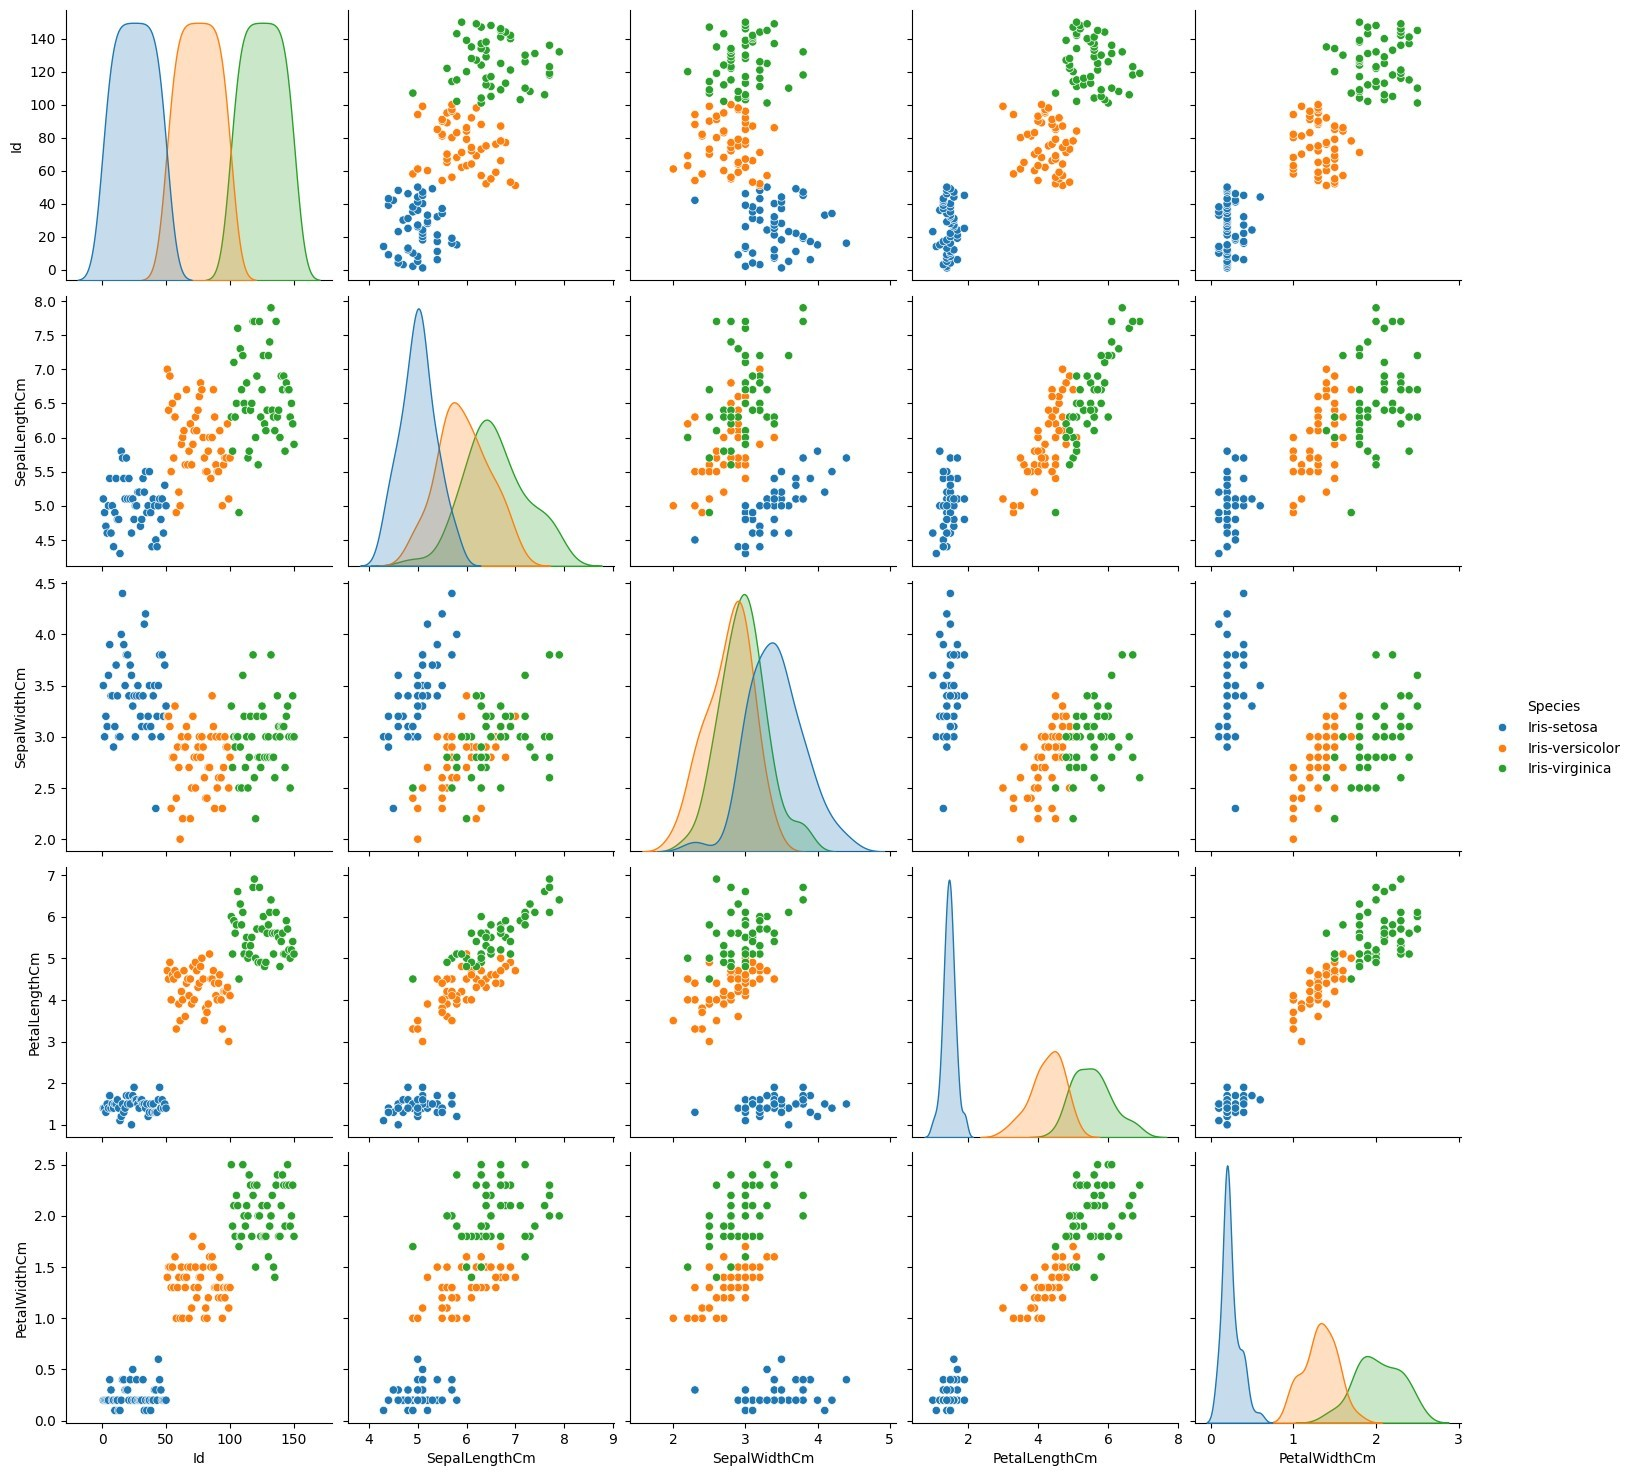 140
120
100
80
60
40
20
0
Id
8.0
7.5
7.0
6.5
6.0
5.5
5.0
4.5
SepalLengthCm
4.5
4.0
3.5
3.0
2.5
2.0
SepalWidthCm
Species
Iris-setosa
Iris-versicolor
Iris-virginica
7
6
5
4
3
2
1
PetalLengthCm
2.5
2.0
1.5
1.0
0.5
0.0
PetalWidthCm
0 50 100 150
Id
4 5 6 7 8 9
SepalLengthCm
2 3 4 5
SepalWidthCm
2 4 6 8
PetalLengthCm
0 1 2 3
PetalWidthCm